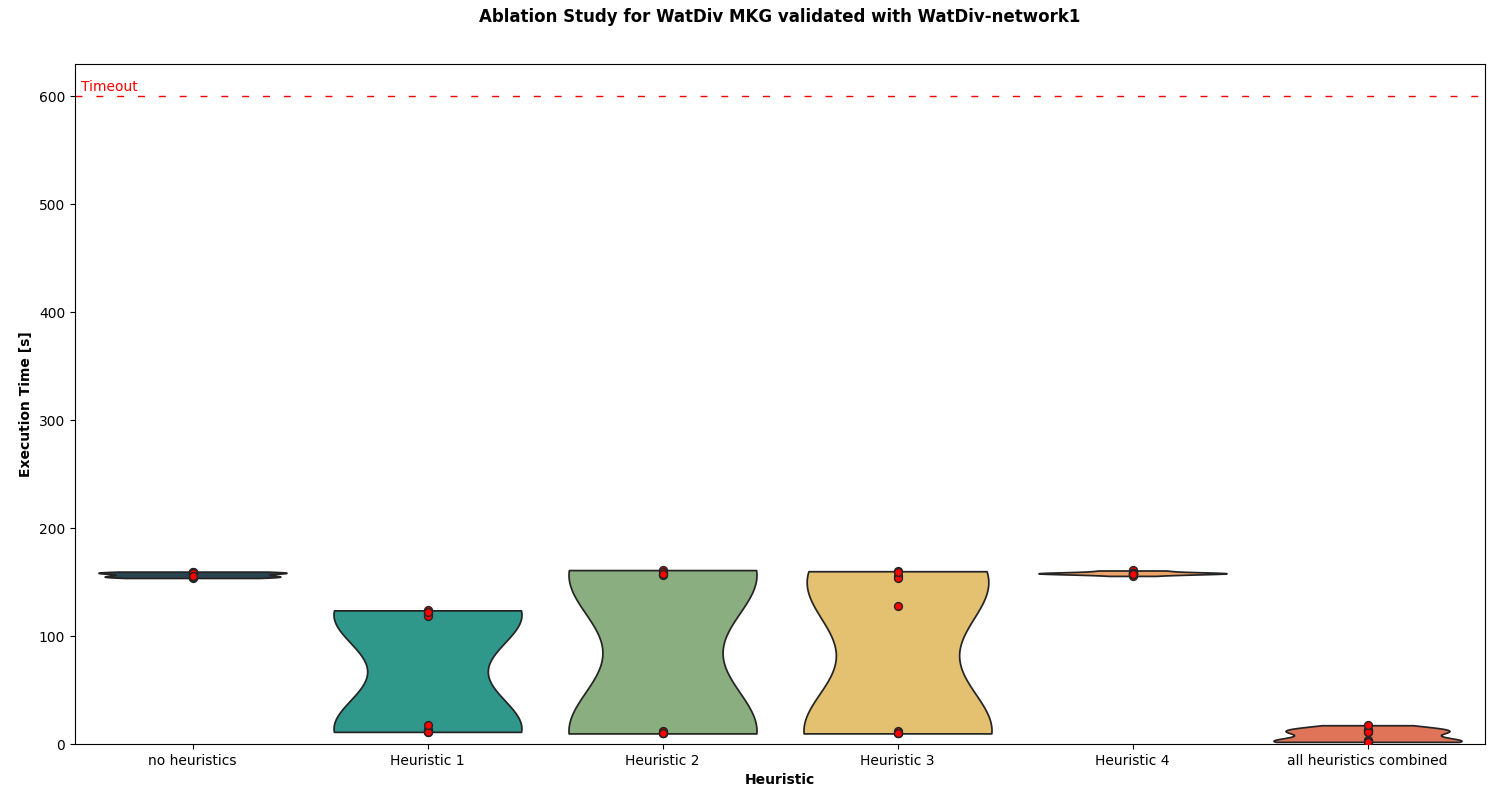 Ablation Study for WatDiv MKG validated with WatDiv-network1
Timeout
600
500
400
300
200
100
0
Execution Time [s]
no heuristics
Heuristic 1
Heuristic 2
Heuristic 3
Heuristic 4
all heuristics combined
Heuristic